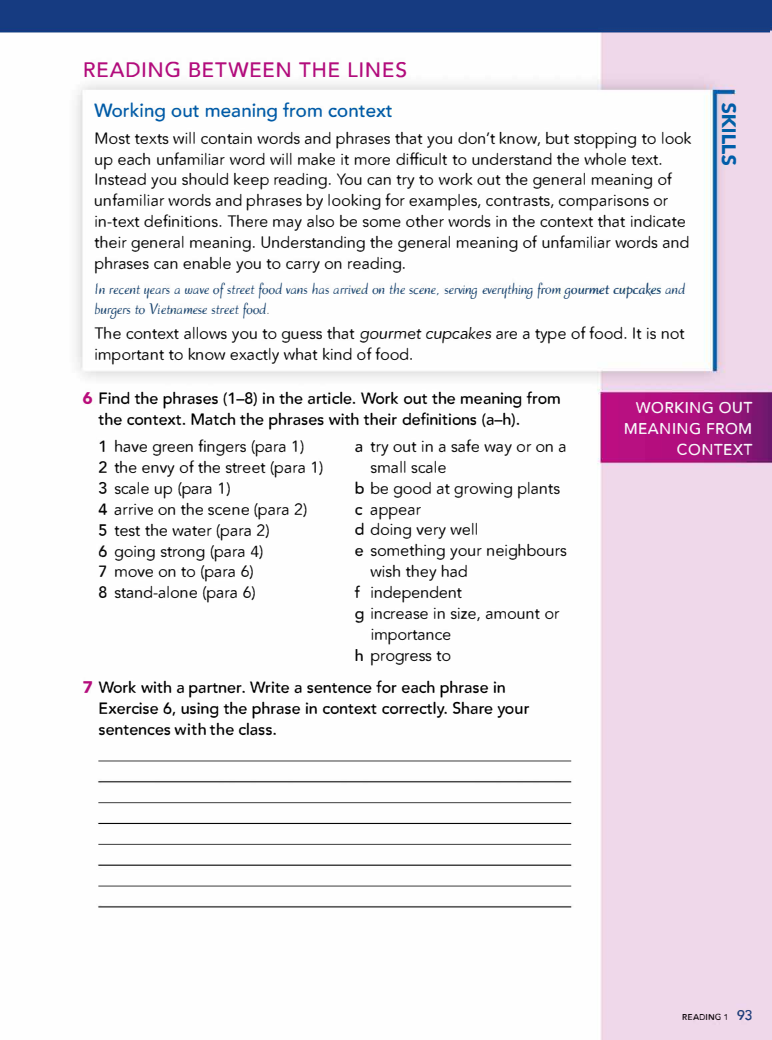 READING BETWEEN THE LINES
SKILLS
Working out meaning from context
Most texts will contain words and phrases that you don't know, but stopping to look
up each unfamiliar word will make it more difficult to understand the whole text.
Instead you should keep reading. You can try to work out the general meaning of
unfamiliar words and phrases by looking for examples, contrasts, comparisons or
in-text definitions. There may also be some other words in the context that indicate
their general meaning. Understanding the general meaning of unfamiliar words and
phrases can enable you to carry on reading.
In recent years a wave of street food vans has arrived on the scene, serving everything from gourmet cupcakes and
burgers to Vietnamese street food.
The context allows you to guess that gourmet cupcakes are a type of food. It is not
important to know exactly what kind of food.
6 Find the phrases (1–8) in the article. Work out the meaning from
the context. Match the phrases with their definitions (a–h).
WORKING OUT
MEANING FROM
CONTEXT
1 have green fingers (para 1)
2 the envy of the street (para 1)
3 scale up (para 1)
4 arrive on the scene (para 2)
5 test the water (para 2)
6 going strong (para 4)
7 move on to (para 6)
8 stand-alone (para 6)
a try out in a safe way or on a
small scale
b be good at growing plants
c appear
d doing very well
e something your neighbours
wish they had
f independent
g increase in size, amount or
importance
h progress to
7 Work with a partner. Write a sentence for each phrase in
Exercise 6, using the phrase in context correctly. Share your
sentences with the class.
READING 1 93